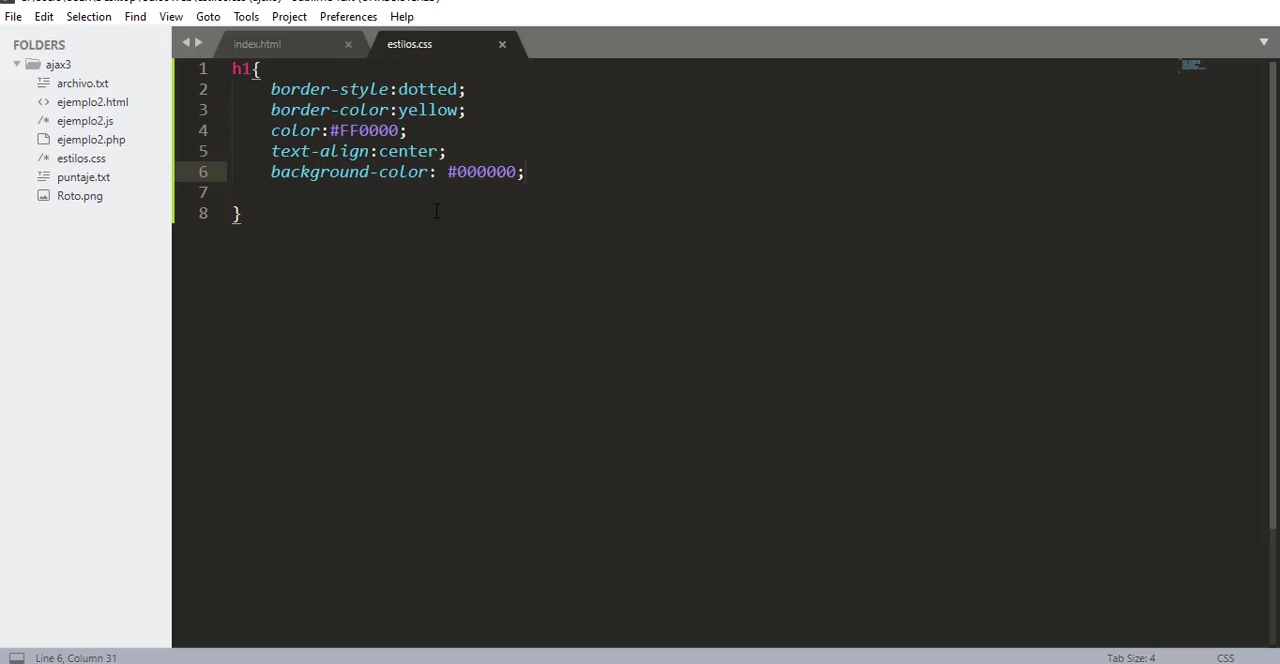 File Edit Selection Find View Goto Tools Project Preferences Help
FOLDERS
ajax3
archivo.txt
ejemplo2.html
ejemplo2.js
ejemplo2.php
estilos.css
puntaje.txt
Roto.png
index.html × estilos.css ×
1 h1{
2 border-style:dotted;
3 border-color:yellow;
4 color:#FF0000;
5 text-align:center;
6 background-color: #000000;
7
8 }
Line 6, Column 31 Tab Size: 4 CSS